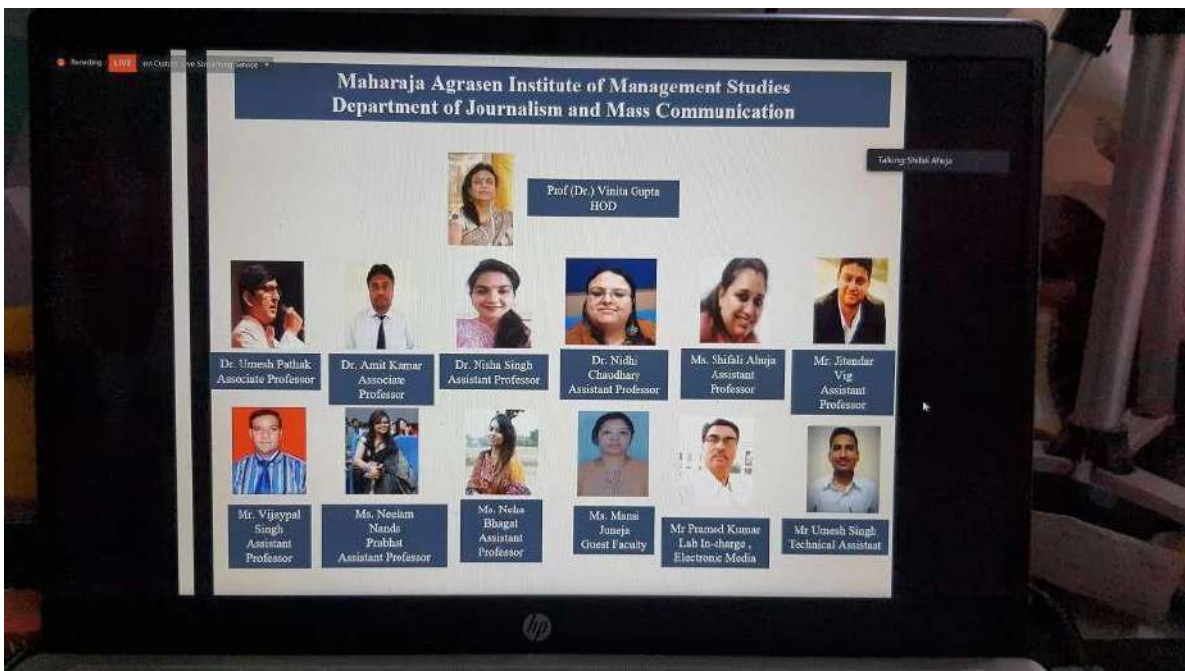 Recording LIVE
Maharaja Agrasen Institute of Management Studies
Department of Journalism and Mass Communication
Talking: Shifali Ahuja
Prof (Dr.) Vinita Gupta
HOD
Dr. Umesh Pathak
Associate Professor
Dr. Amit Kumar
Associate
Professor
Dr. Nisha Singh
Assistant Professor
Dr. Nidhi
Chaudhary
Assistant Professor
Ms. Shifali Ahuja
Assistant
Professor
Mr. Jitendar
Vig
Assistant
Professor
Mr. Vijaypal
Singh
Assistant
Professor
Ms. Neelam
Nanda
Prabhat
Assistant Professor
Ms. Neha
Bhagat
Assistant
Professor
Ms. Mansi
Juneja
Guest Faculty
Mr Pramod Kumar
Lab In-charge ,
Electronic Media
Mr Umesh Singh
Technical Assistant
hp